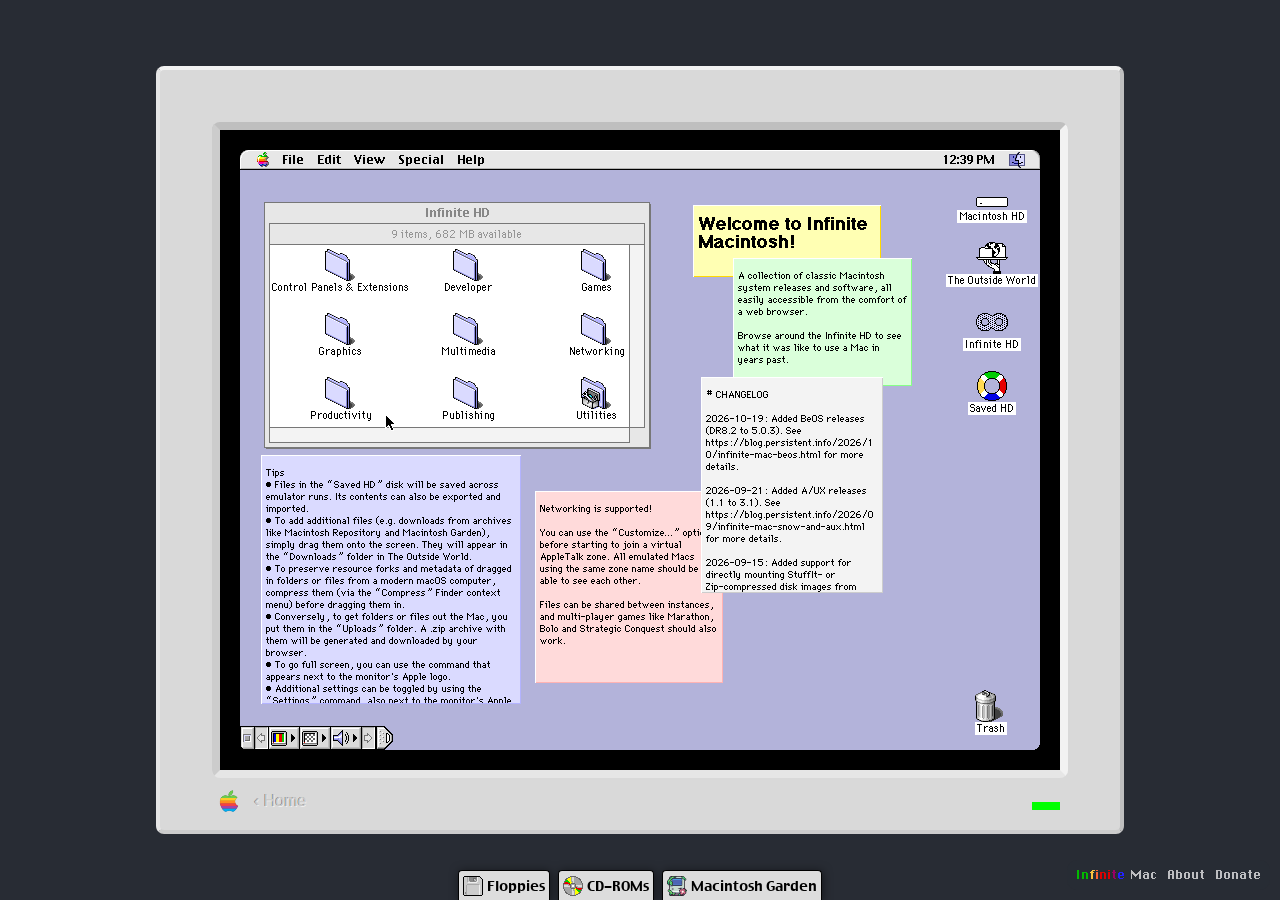 File Edit View Special Help 12:39 PM
Infinite HD
9 items, 682 MB available
Control Panels & Extensions
Developer
Games
Graphics
Multimedia
Networking
Productivity
Publishing
Utilities
Welcome to Infinite
Macintosh!
A collection of classic Macintosh
system releases and software, all
easily accessible from the comfort of
a web browser.
Browse around the Infinite HD to see
what it was like to use a Mac in
years past.
# CHANGELOG
2026-10-19: Added BeOS releases
(DR8.2 to 5.0.3). See
https://blog.persistent.info/2026/1
0/infinite-mac-beos.html for more
details.
2026-09-21: Added A/UX releases
(1.1 to 3.1). See
https://blog.persistent.info/2026/0
9/infinite-mac-snow-and-aux.html
for more details.
2026-09-15: Added support for
directly mounting StuffIt- or
Zip-compressed disk images from
Macintosh HD
The Outside World
Infinite HD
Saved HD
Tips
● Files in the “Saved HD” disk will be saved across
emulator runs. Its contents can also be exported and
imported.
● To add additional files (e.g. downloads from archives
like Macintosh Repository and Macintosh Garden),
simply drag them onto the screen. They will appear in
the “Downloads” folder in The Outside World.
● To preserve resource forks and metadata of dragged
in folders or files from a modern macOS computer,
compress them (via the “Compress” Finder context
menu) before dragging them in.
● Conversely, to get folders or files out the Mac, you
put them in the “Uploads” folder. A .zip archive with
them will be generated and downloaded by your
browser.
● To go full screen, you can use the command that
appears next to the monitor's Apple logo.
● Additional settings can be toggled by using the
“Settings” command, also next to the monitor's Apple
Networking is supported!
You can use the “Customize...” opti
before starting to join a virtual
AppleTalk zone. All emulated Macs
using the same zone name should be
able to see each other.
Files can be shared between instances,
and multi-player games like Marathon,
Bolo and Strategic Conquest should also
work.
Trash
‹ Home
Floppies
CD-ROMs
Macintosh Garden
Infinite Mac About Donate